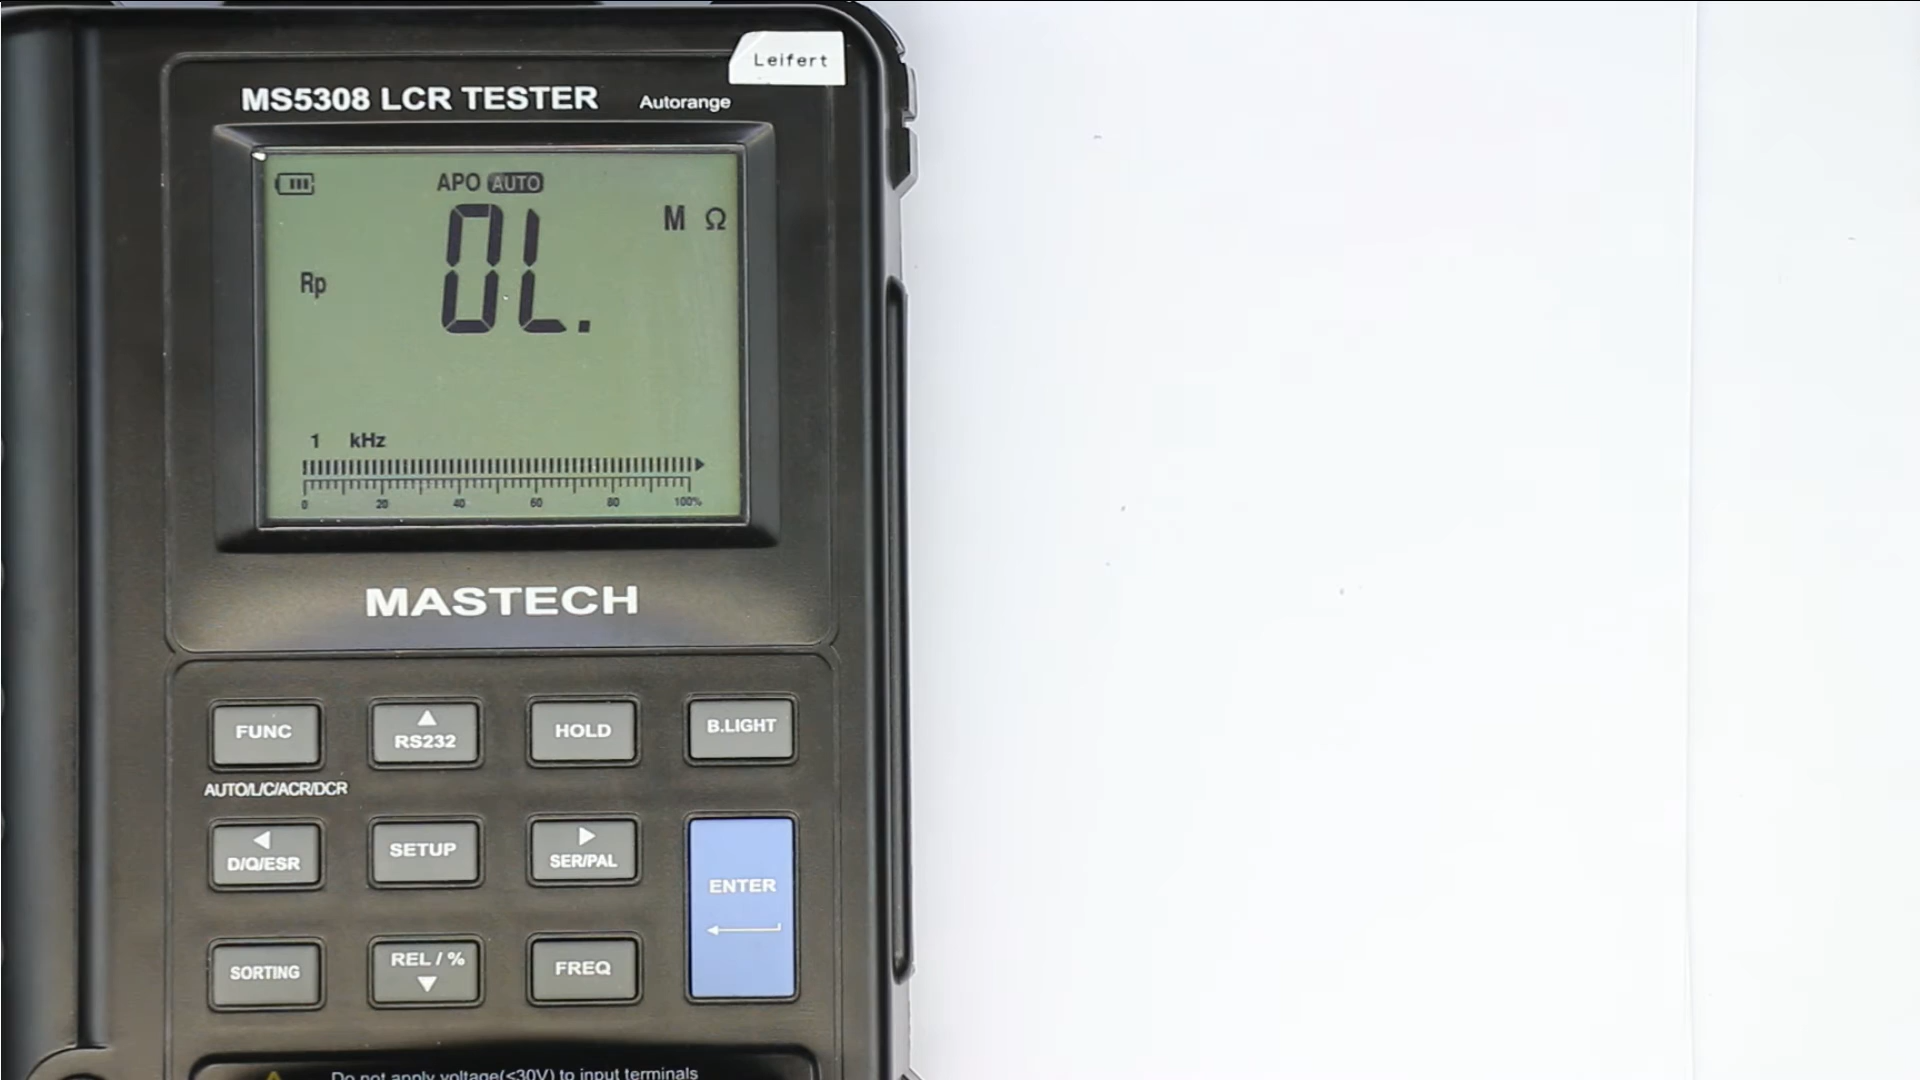 Leifert
MS5308 LCR TESTER Autorange
APO AUTO
M Ω
OL.
Rp
1 kHz
0 20 40 60 80 100%
MASTECH
FUNC ▲ RS232 HOLD B.LIGHT
AUTO/L/C/ACR/DCR
◀ D/Q/ESR SETUP ▶ SER/PAL ENTER
SORTING REL / % ▼ FREQ
Do not apply voltage(≤30V) to input terminals